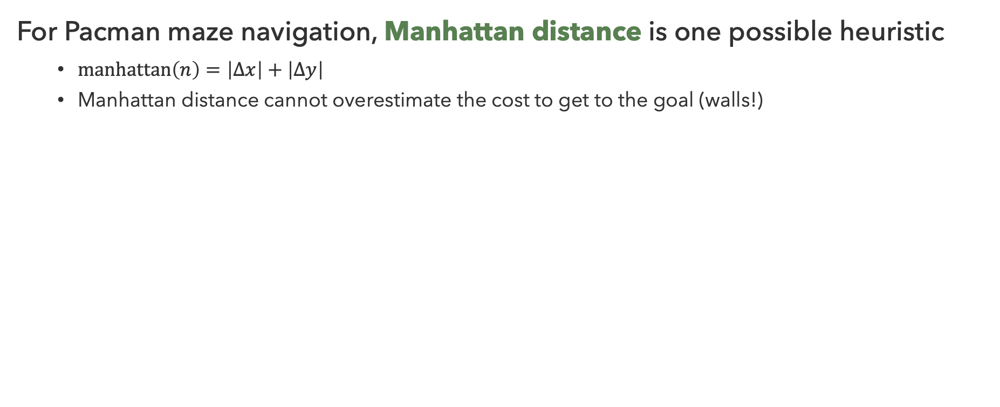 For Pacman maze navigation, Manhattan distance is one possible heuristic
• manhattan(n) = |Δx| + |Δy|
• Manhattan distance cannot overestimate the cost to get to the goal (walls!)